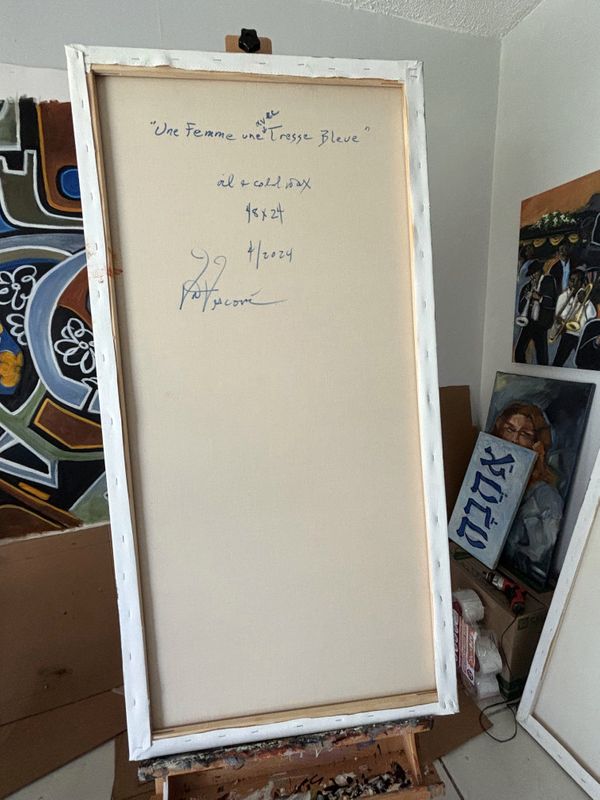 "Une Femme une avec Tresse Bleue"
oil + cold wax
48x24
4/2024